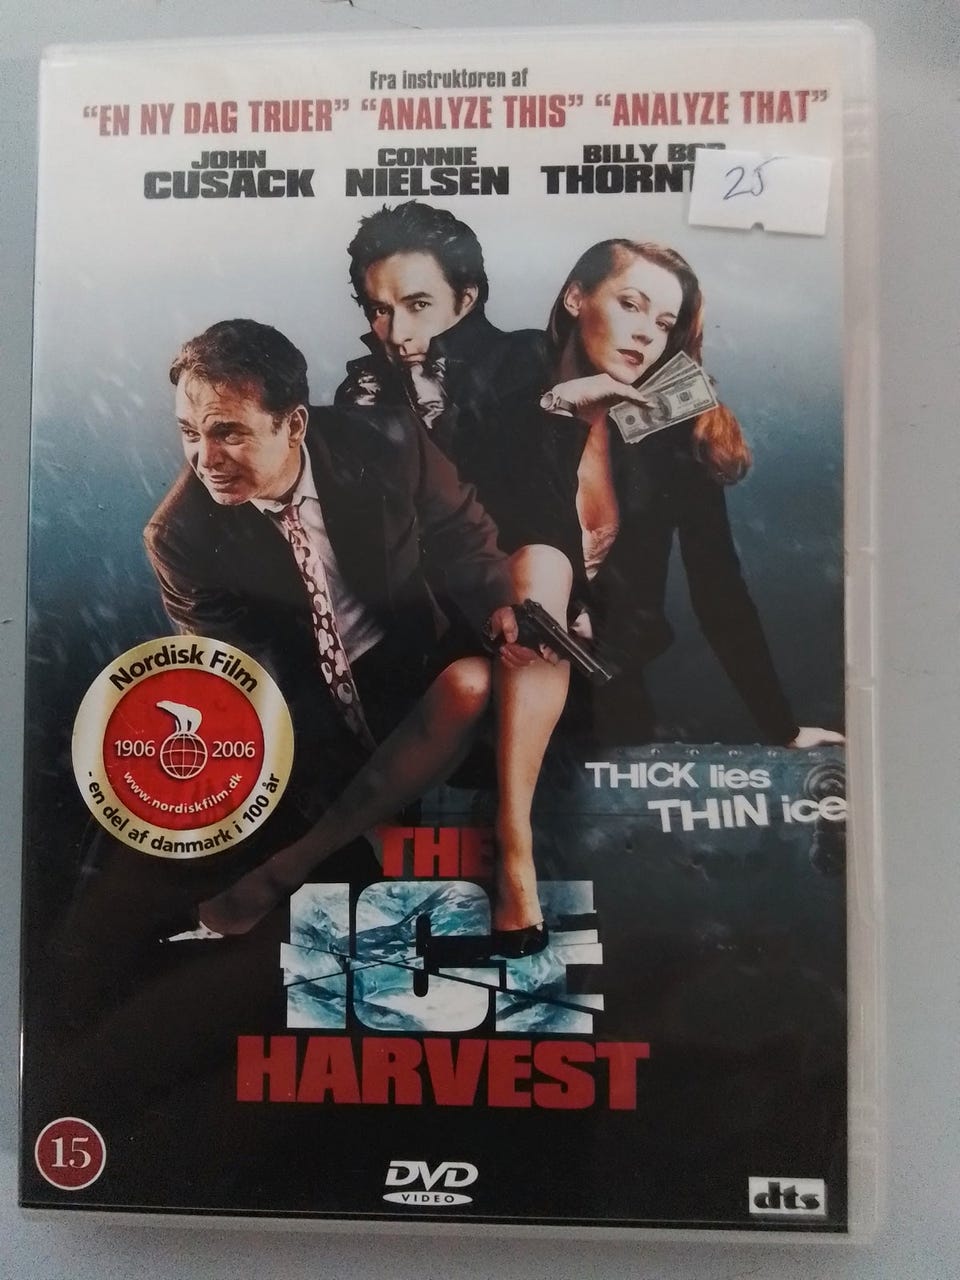 Fra instruktøren af
"EN NY DAG TRUER" "ANALYZE THIS" "ANALYZE THAT"
JOHN CUSACK
CONNIE NIELSEN
BILLY
25
Nordisk Film
1906 2006
www.nordiskfilm.dk
- en del af danmark i 100 år
THICK lies
THIN ice
THE
ICE
HARVEST
15
DVD
VIDEO
dts